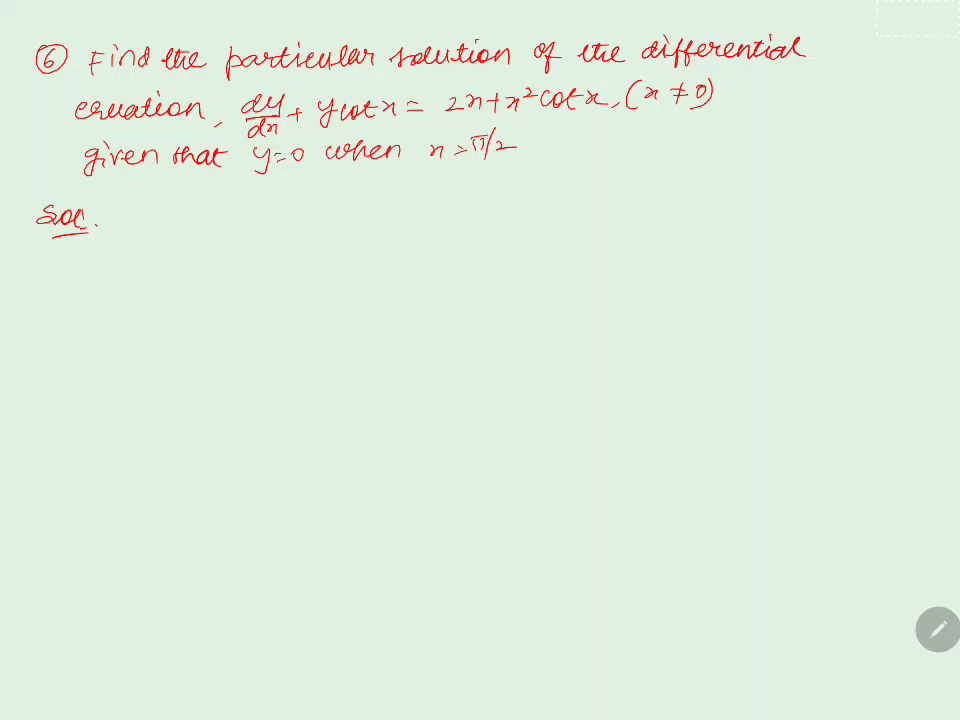 ⑥ Find the particular solution of the differential
equation, dy/dx + y cot x = 2x + x² cot x, (x ≠ 0)
given that y = 0 when x = π/2
Sol.